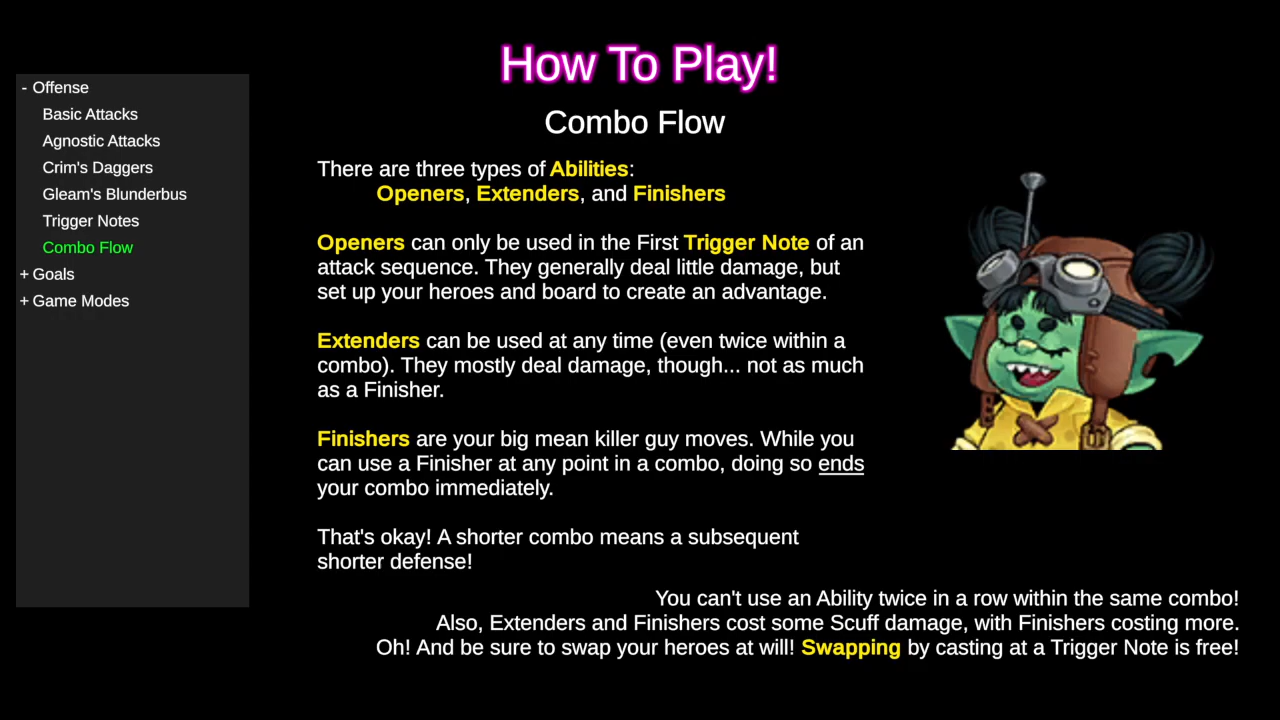 How To Play!
- Offense
Basic Attacks
Agnostic Attacks
Crim's Daggers
Gleam's Blunderbus
Trigger Notes
Combo Flow
+ Goals
+ Game Modes
Combo Flow
There are three types of Abilities:
Openers, Extenders, and Finishers
Openers can only be used in the First Trigger Note of an
attack sequence. They generally deal little damage, but
set up your heroes and board to create an advantage.
Extenders can be used at any time (even twice within a
combo). They mostly deal damage, though... not as much
as a Finisher.
Finishers are your big mean killer guy moves. While you
can use a Finisher at any point in a combo, doing so ends
your combo immediately.
That's okay! A shorter combo means a subsequent
shorter defense!
You can't use an Ability twice in a row within the same combo!
Also, Extenders and Finishers cost some Scuff damage, with Finishers costing more.
Oh! And be sure to swap your heroes at will! Swapping by casting at a Trigger Note is free!